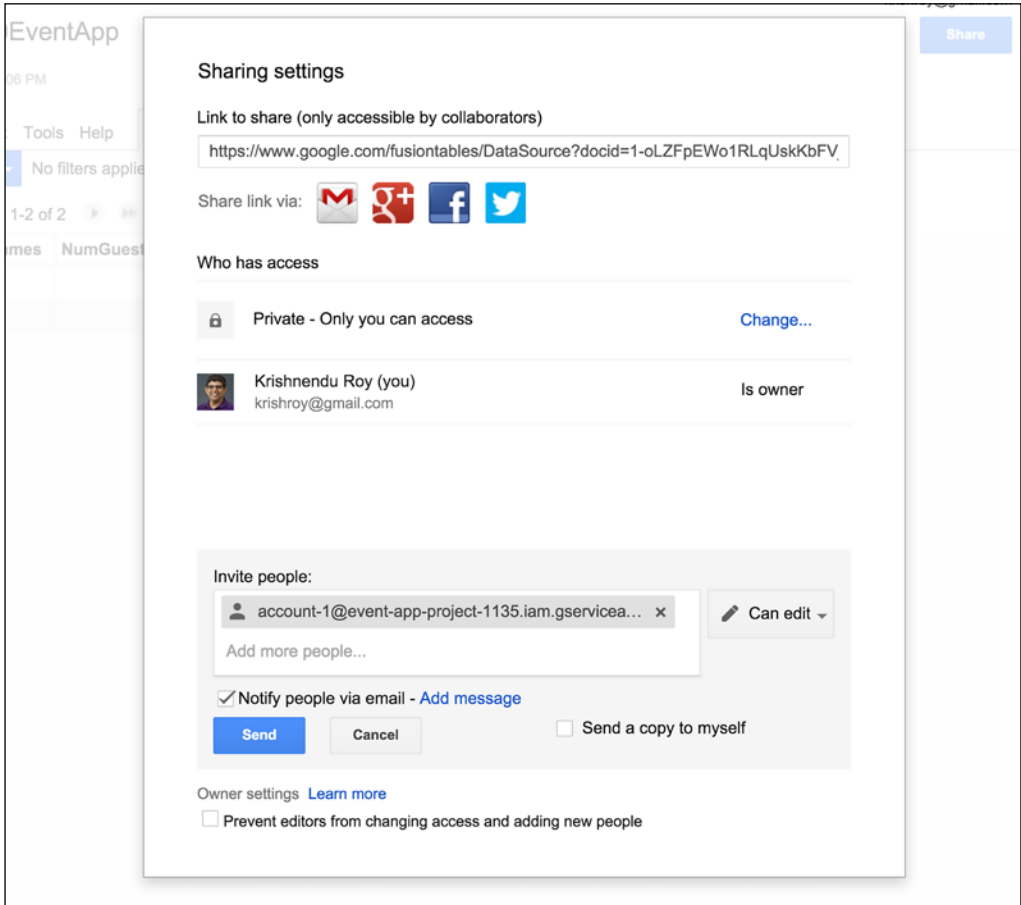 EventApp
Share
06 PM
Tools Help
No filters applie
1-2 of 2
mes NumGuest
Sharing settings
Link to share (only accessible by collaborators)
https://www.google.com/fusiontables/DataSource?docid=1-oLZFpEWo1RLqUskKbFV_
Share link via:
Who has access
Private - Only you can access Change...
Krishnendu Roy (you) Is owner
krishroy@gmail.com
Invite people:
account-1@event-app-project-1135.iam.gservicea... × Can edit
Add more people...
Notify people via email - Add message
Send Cancel Send a copy to myself
Owner settings Learn more
Prevent editors from changing access and adding new people